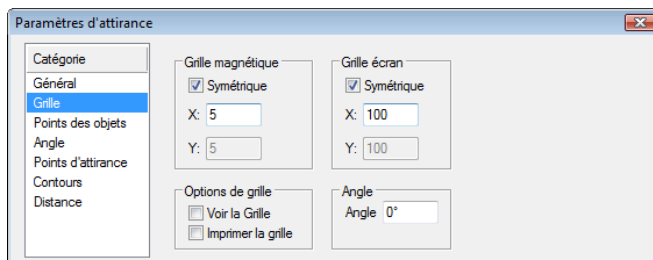 Paramètres d'attirance
Catégorie
Général
Grille
Points des objets
Angle
Points d'attirance
Contours
Distance
Grille magnétique
Symétrique
X: 5
Y: 5
Grille écran
Symétrique
X: 100
Y: 100
Options de grille
Voir la Grille
Imprimer la grille
Angle
Angle 0°